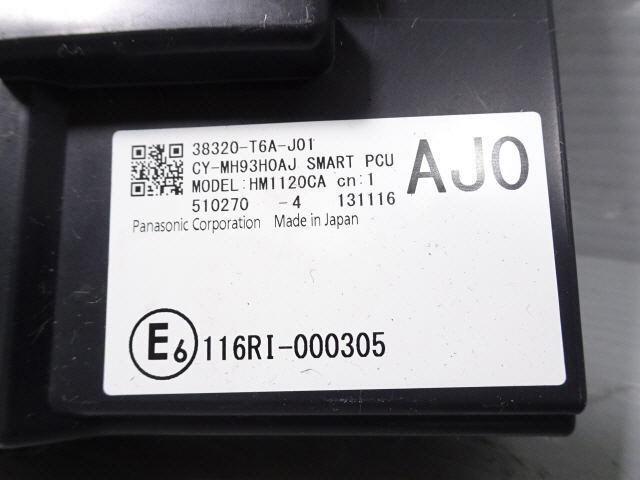 38320-T6A-J01
CY-MH93H0AJ SMART PCU
MODEL:HM1120CA cn:1
510270 -4 131116
AJ0
Panasonic Corporation Made in Japan
E6 116RI-000305